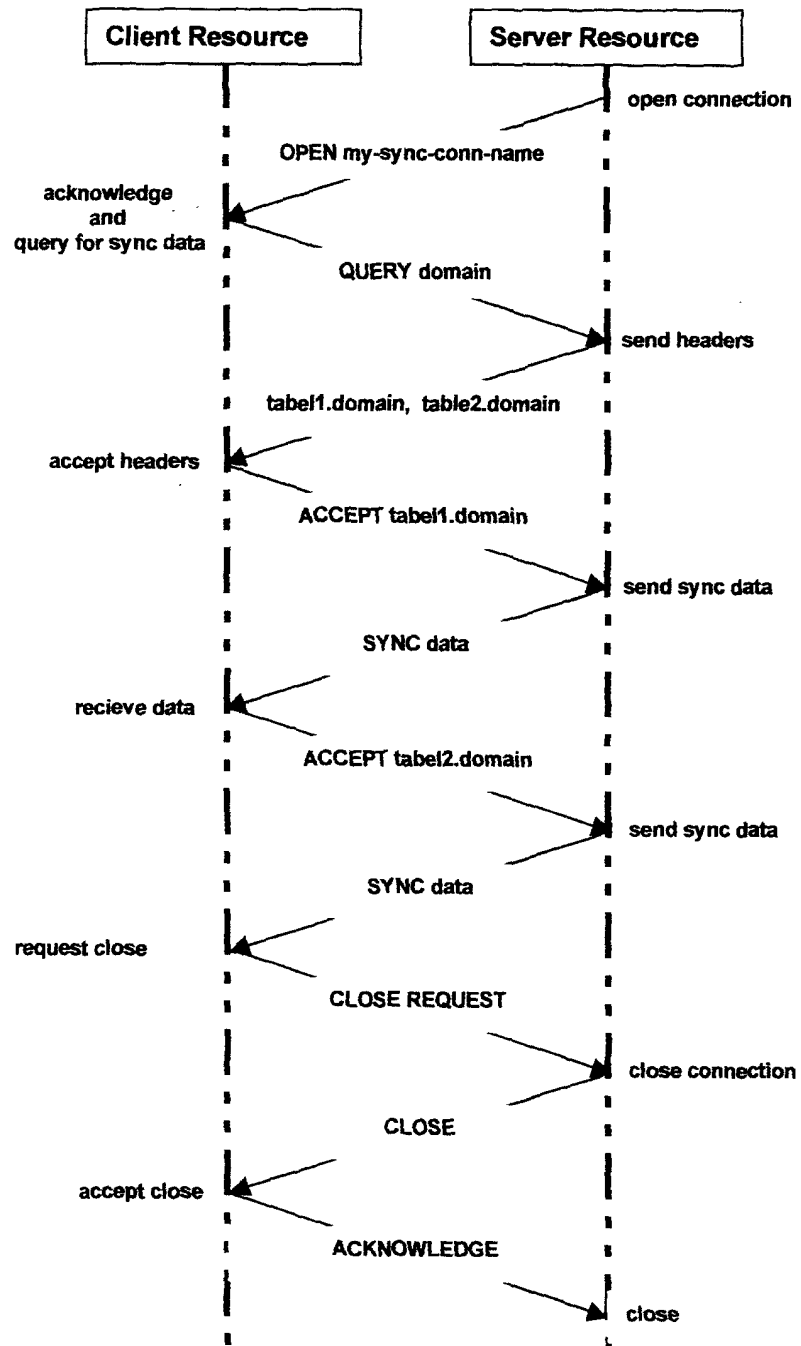 Client Resource
Server Resource
open connection
OPEN my-sync-conn-name
acknowledge
and
query for sync data
QUERY domain
send headers
tabel1.domain, table2.domain
accept headers
ACCEPT tabel1.domain
send sync data
SYNC data
recieve data
ACCEPT tabel2.domain
send sync data
SYNC data
request close
CLOSE REQUEST
close connection
CLOSE
accept close
ACKNOWLEDGE
close